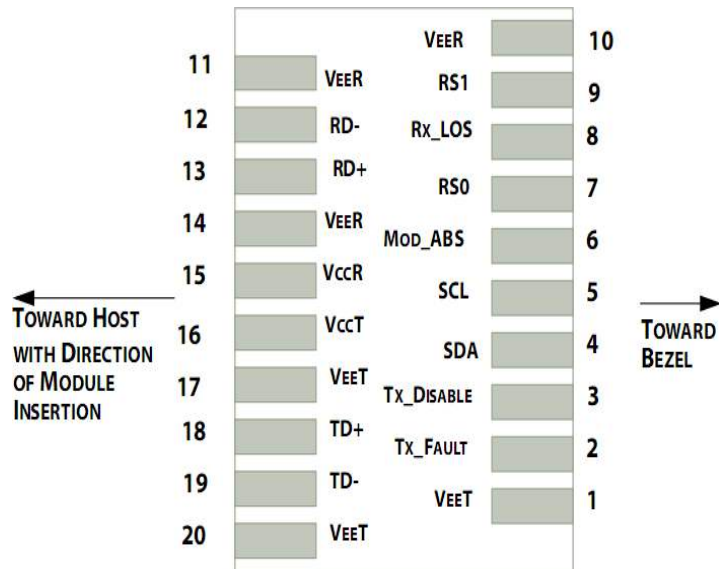 11 VEER
12 RD-
13 RD+
14 VEER
15 VccR
16 VccT
17 VEET
18 TD+
19 TD-
20 VEET
TOWARD HOST
WITH DIRECTION
OF MODULE
INSERTION
VEER 10
RS1 9
RX_LOS 8
RS0 7
MOD_ABS 6
SCL 5
SDA 4
TX_DISABLE 3
TX_FAULT 2
VEET 1
TOWARD
BEZEL